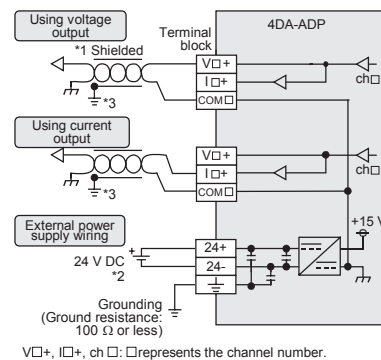 Using voltage
output
4DA-ADP
Terminal
block
*1 Shielded
V□+
I□+
COM□
ch□
*3
Using current
output
V□+
I□+
COM□
ch□
*3
External power
supply wiring
24+
24-
+
24 V DC
*2
+15 V
Grounding
(Ground resistance:
100 Ω or less)
V□+, I□+, ch □: □represents the channel number.